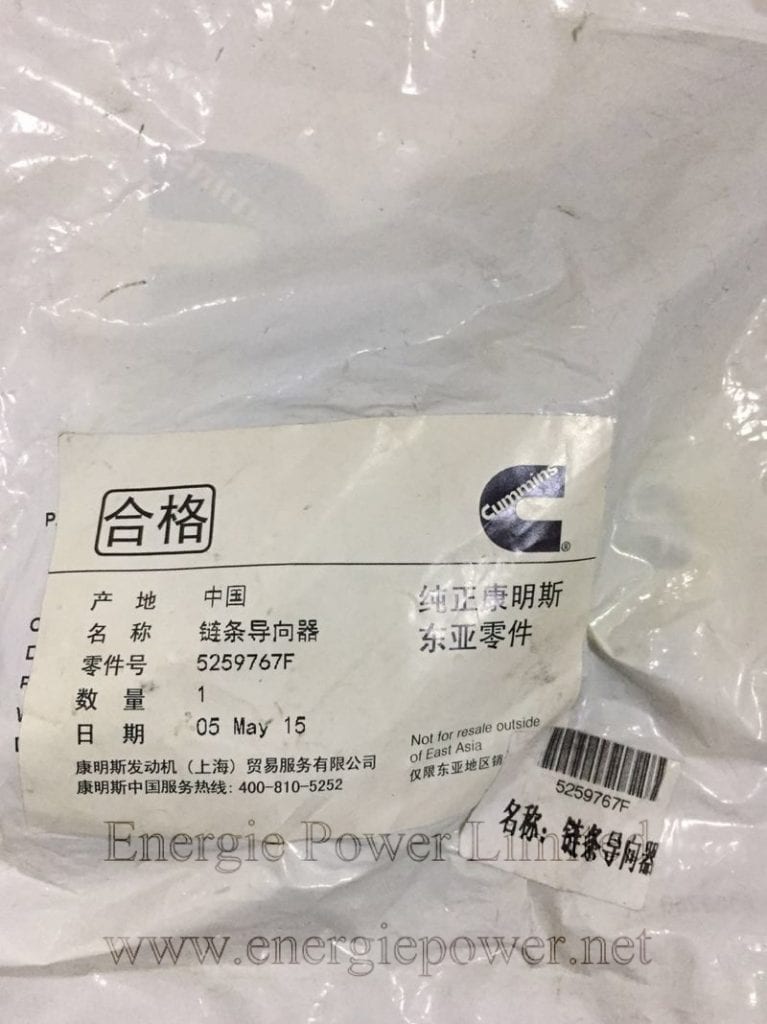 合格
Cummins
产地 中国
名称 链条导向器
零件号 5259767F
数量 1
日期 05 May 15
纯正康明斯
东亚零件
康明斯发动机（上海）贸易服务有限公司
康明斯中国服务热线: 400-810-5252
Not for resale outside
of East Asia
仅限东亚地区销
5259767F
名称: 链条导向器
Energie Power Limited
www.energiepower.net